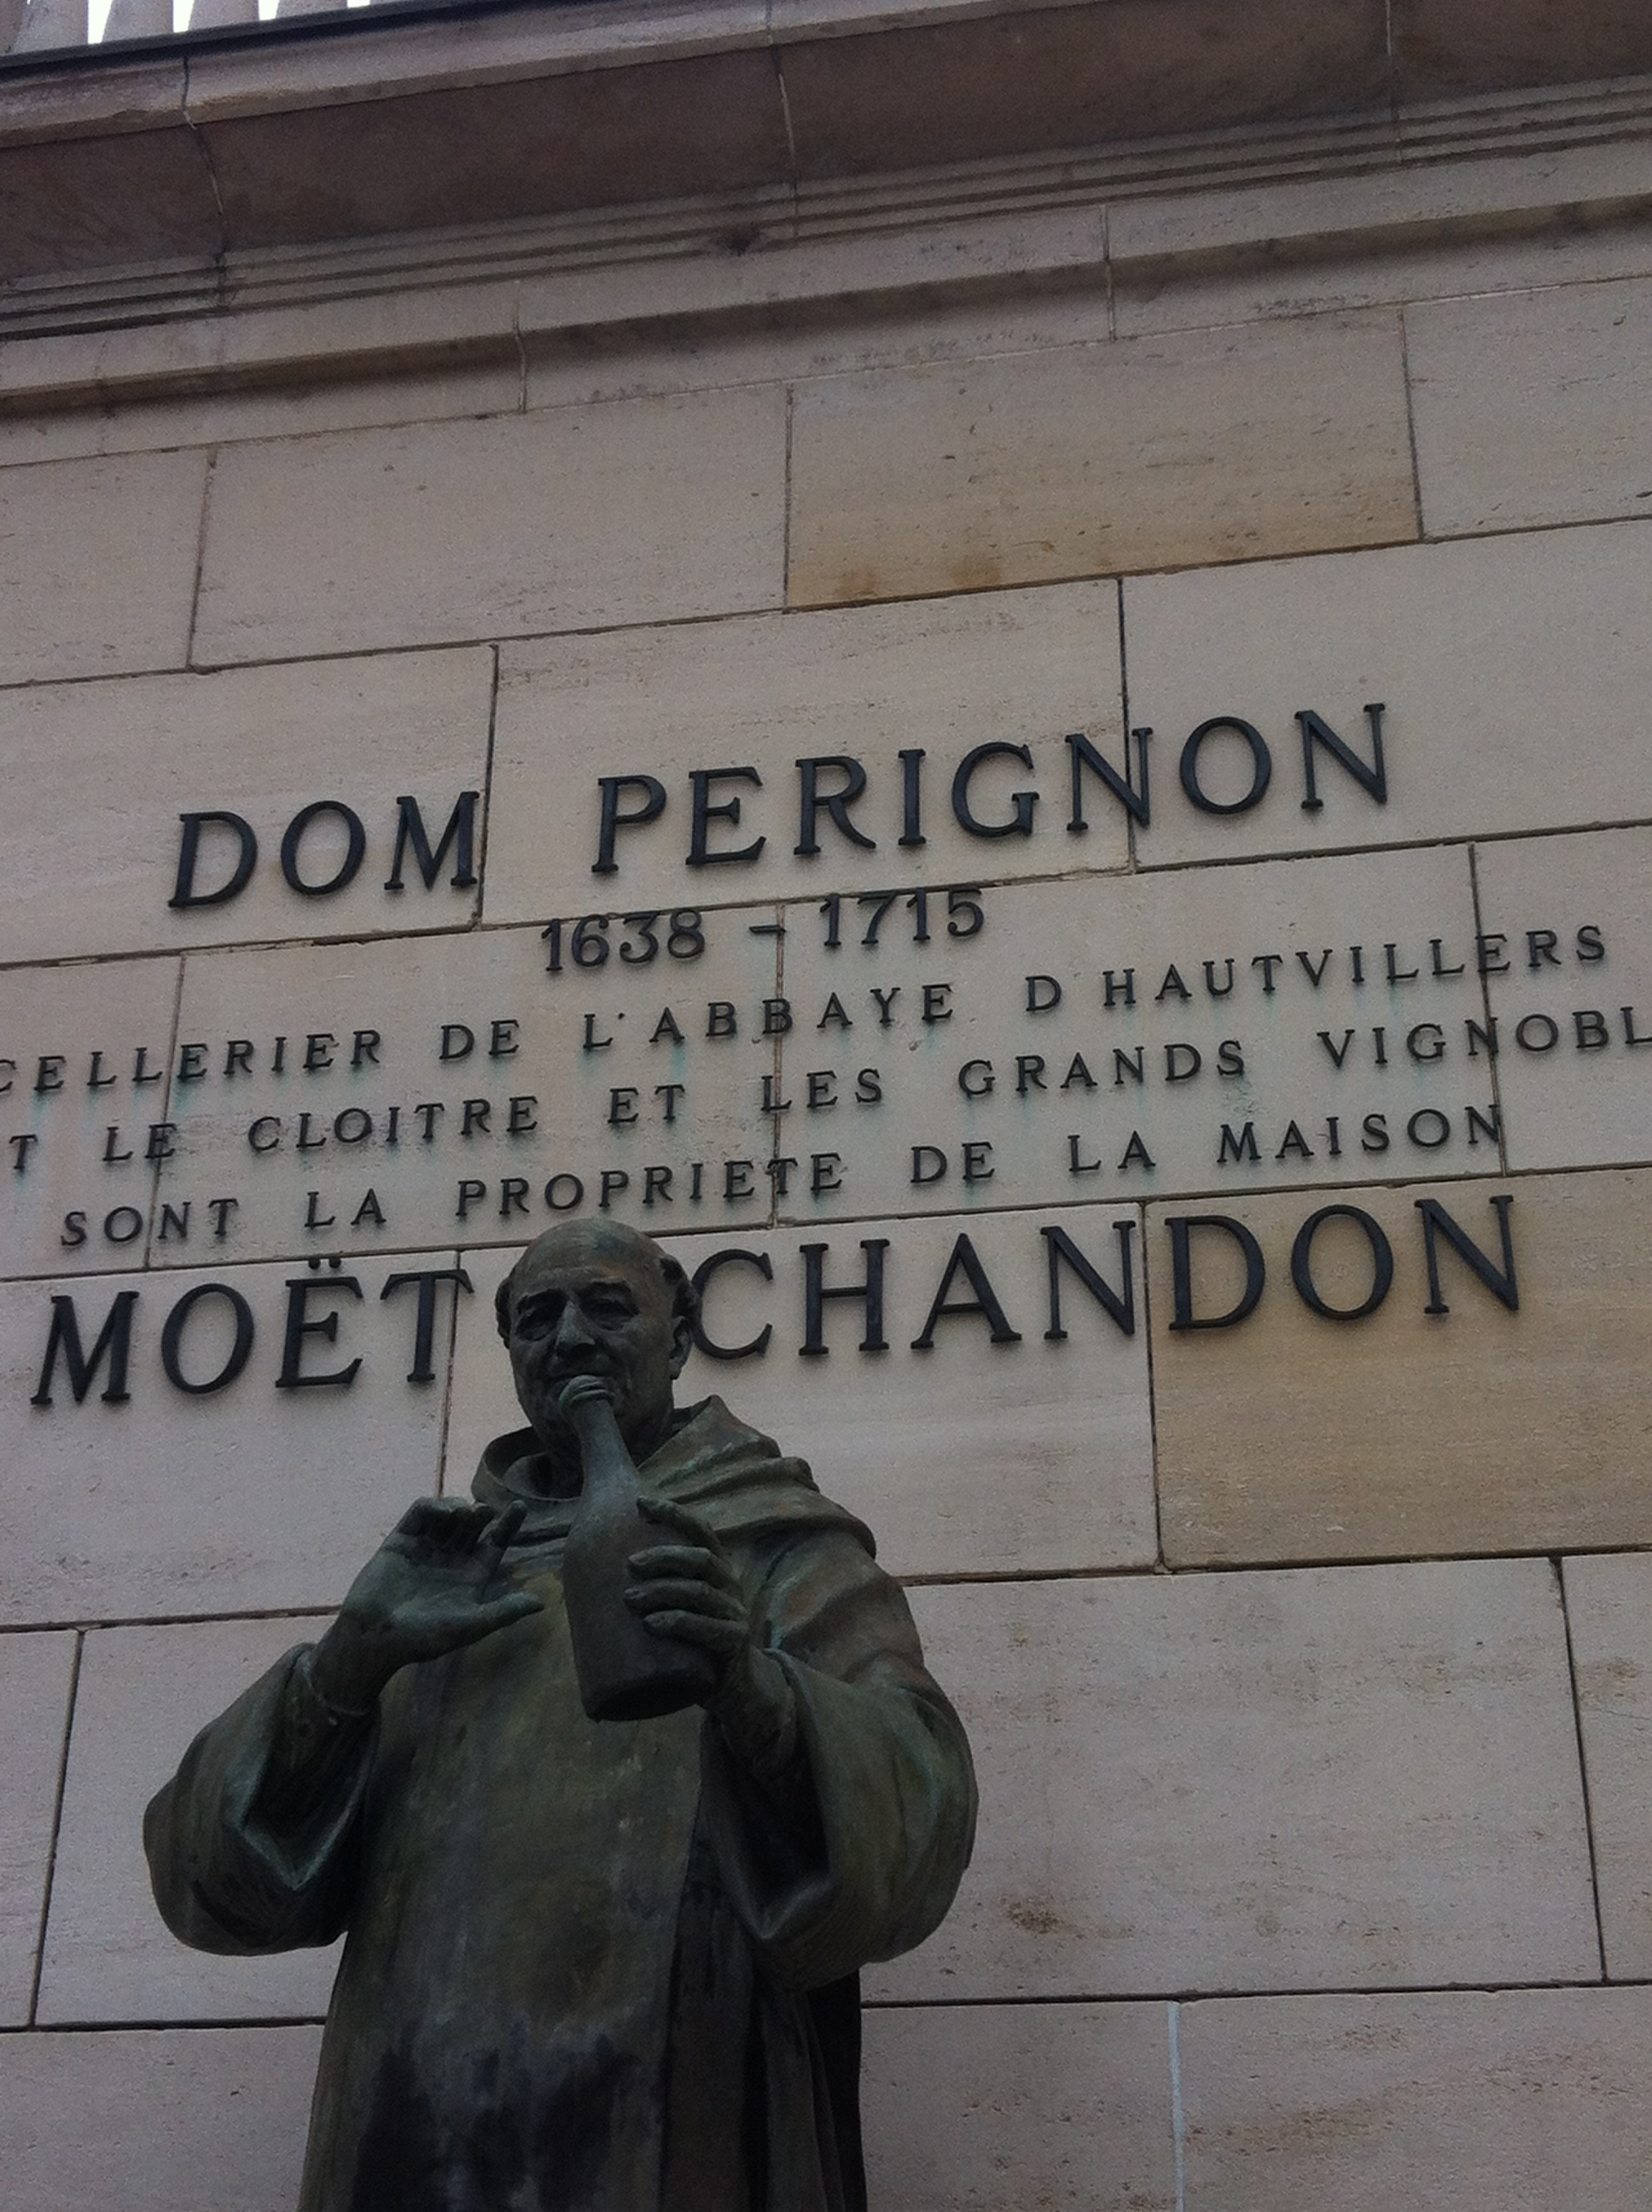 DOM PERIGNON
1638 - 1715
CELLERIER DE L'ABBAYE D HAUTVILLERS
T LE CLOITRE ET LES GRANDS VIGNOBL
SONT LA PROPRIETE DE LA MAISON
MOËT CHANDON